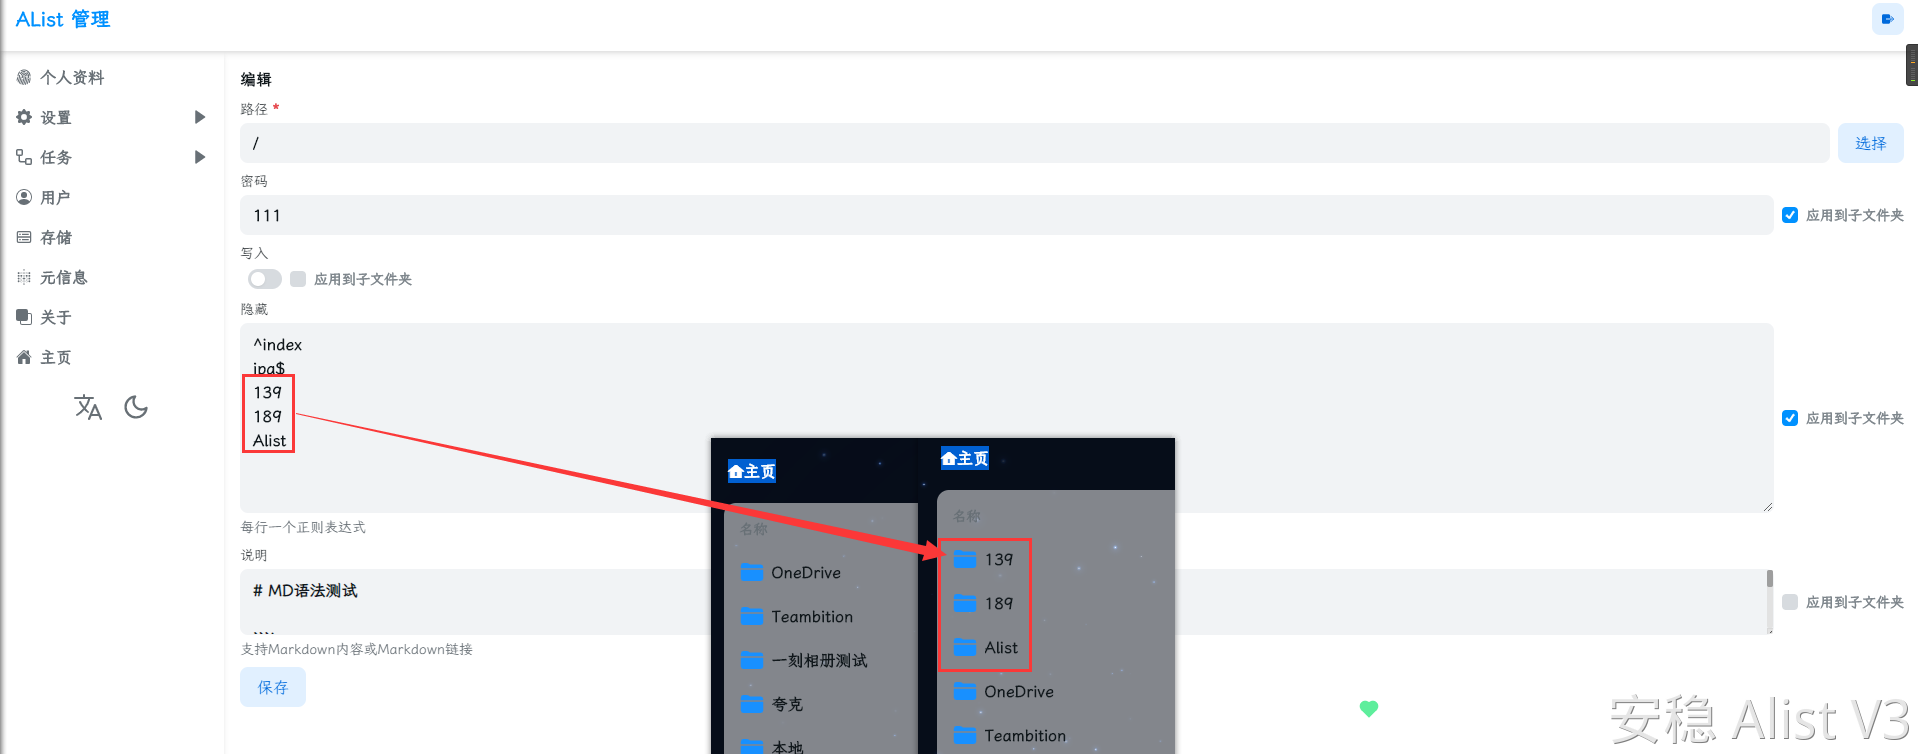 AList 管理
个人资料
设置
任务
用户
存储
元信息
关于
主页
编辑
路径 *
/
选择
密码
111
应用到子文件夹
写入
应用到子文件夹
隐藏
^index
ipa$
139
189
Alist
应用到子文件夹
每行一个正则表达式
说明
# MD语法测试
应用到子文件夹
支持Markdown内容或Markdown链接
保存
主页
名称
OneDrive
Teambition
一刻相册测试
夸克
本地
主页
名称
139
189
Alist
OneDrive
Teambition
安稳 Alist V3